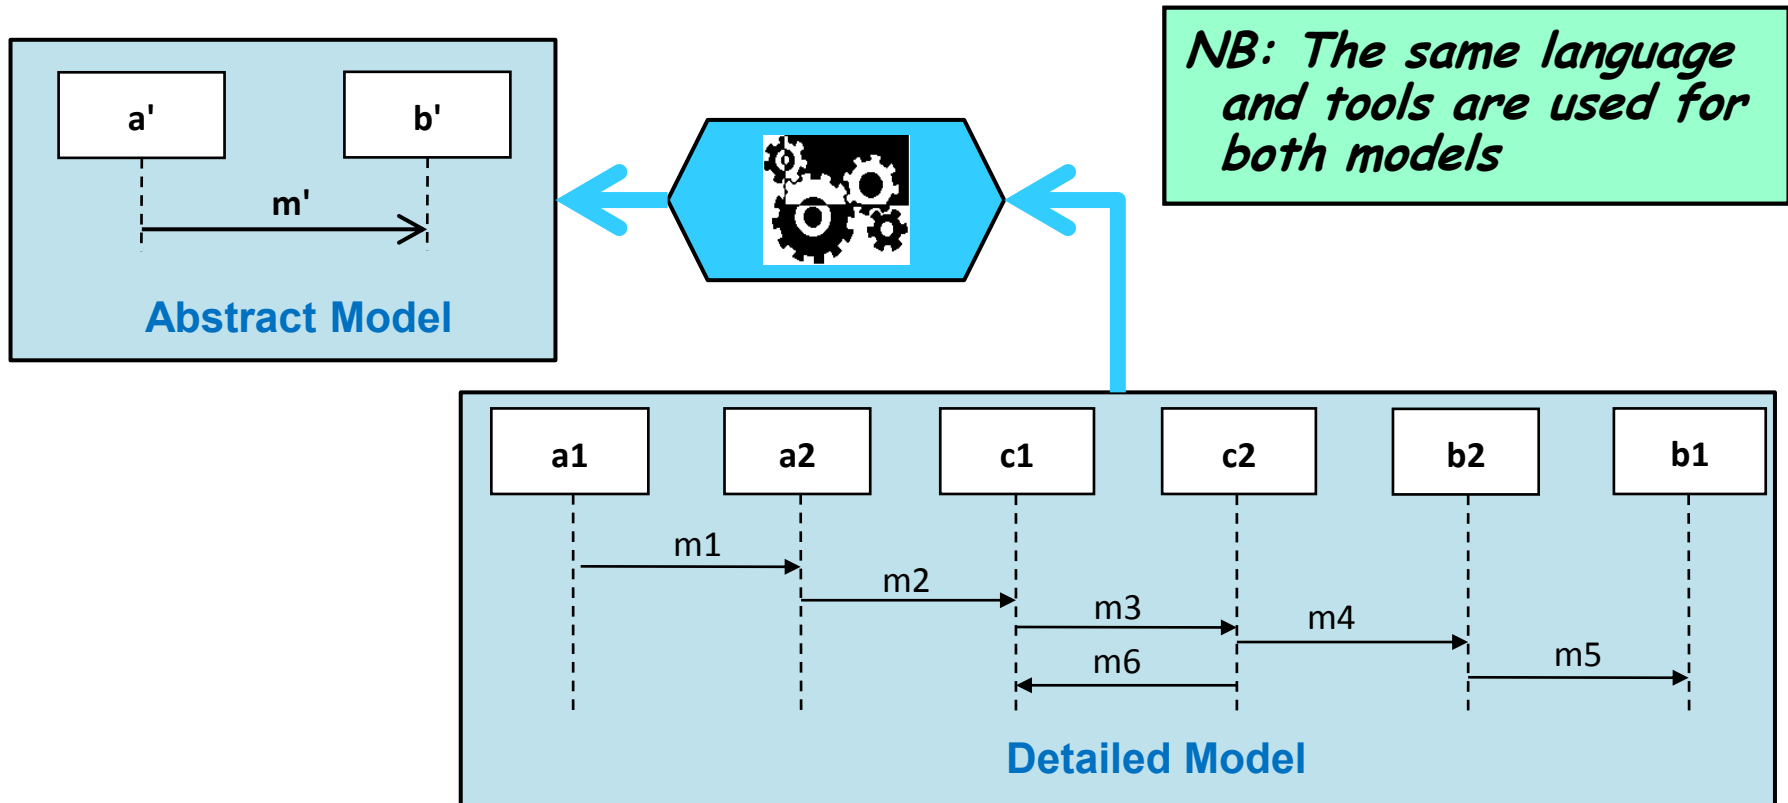 a'
b'
m'
Abstract Model
NB: The same language
and tools are used for
both models
a1
a2
c1
c2
b2
b1
m1
m2
m3
m4
m6
m5
Detailed Model